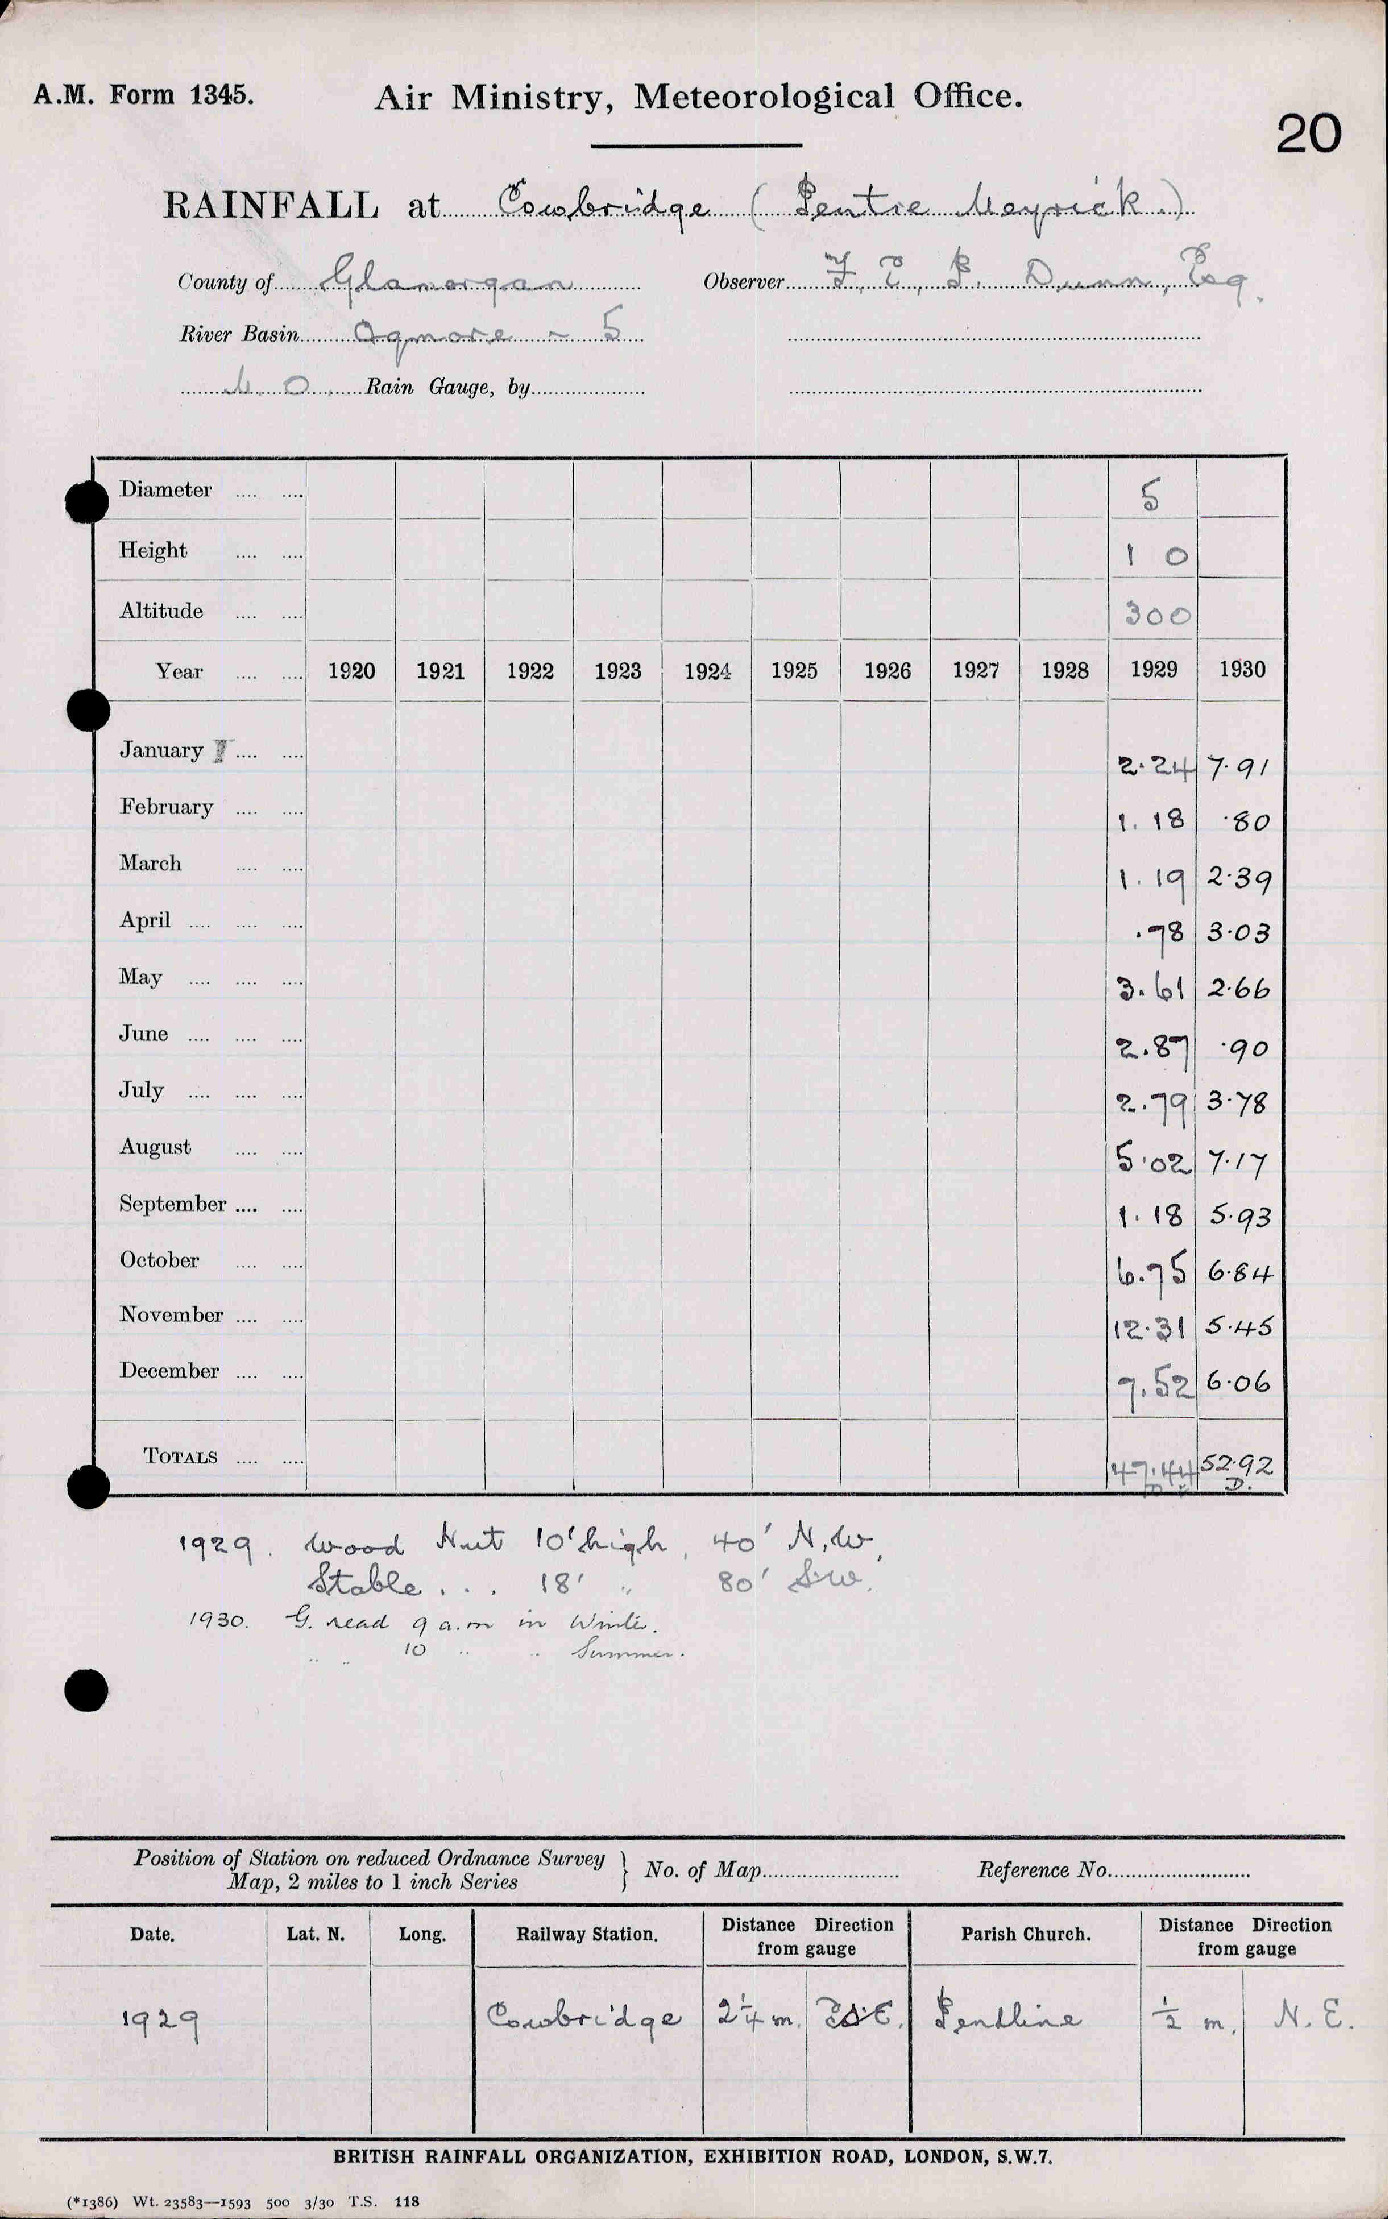 A.M. Form 1345.
Air Ministry, Meteorological Office.
20
RAINFALL at Cowbridge (Pentre Meyrick.)
County of Glamorgan Observer F. T. P. Dunn, Esq.
River Basin Ogmore - 5
M. O. Rain Gauge, by
Diameter 5
Height 1 0
Altitude 300
Year 1920 1921 1922 1923 1924 1925 1926 1927 1928 1929 1930
January 2.24 7.91
February 1.18 .80
March 1.19 2.39
April .78 3.03
May 3.61 2.66
June 2.87 .90
July 2.79 3.78
August 5.02 7.17
September 1.18 5.93
October 6.75 6.84
November 12.31 5.45
December 7.52 6.06
TOTALS 47.44 52.92
D.
1929. Wood Hut 10' high, 40' N.W.
Stable . . . 18' " 80' S.W.
1930. G. read 9 a.m in Winter.
" " 10 " " Summer.
Position of Station on reduced Ordnance Survey
Map, 2 miles to 1 inch Series } No. of Map Reference No.
Date. Lat. N. Long. Railway Station. Distance Direction from gauge Parish Church. Distance Direction from gauge
1929 Cowbridge 2¼ m. E. Penlline ½ m. N. E.
BRITISH RAINFALL ORGANIZATION, EXHIBITION ROAD, LONDON, S.W.7.
(*1386) Wt. 23583—1593 500 3/30 T.S. 118